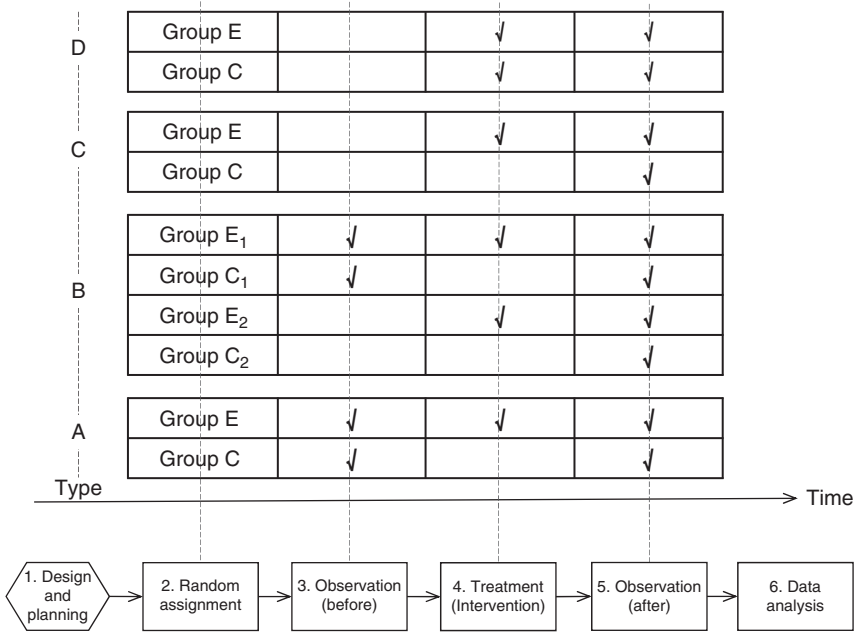 D
Group E
√ √
Group C
√ √
C
Group E
√ √
Group C
√
B
Group E₁
√ √ √
Group C₁
√ √
Group E₂
√ √
Group C₂
√
A
Group E
√ √ √
Group C
√ √
Type
Time
1. Design
and
planning
2. Random
assignment
3. Observation
(before)
4. Treatment
(Intervention)
5. Observation
(after)
6. Data
analysis